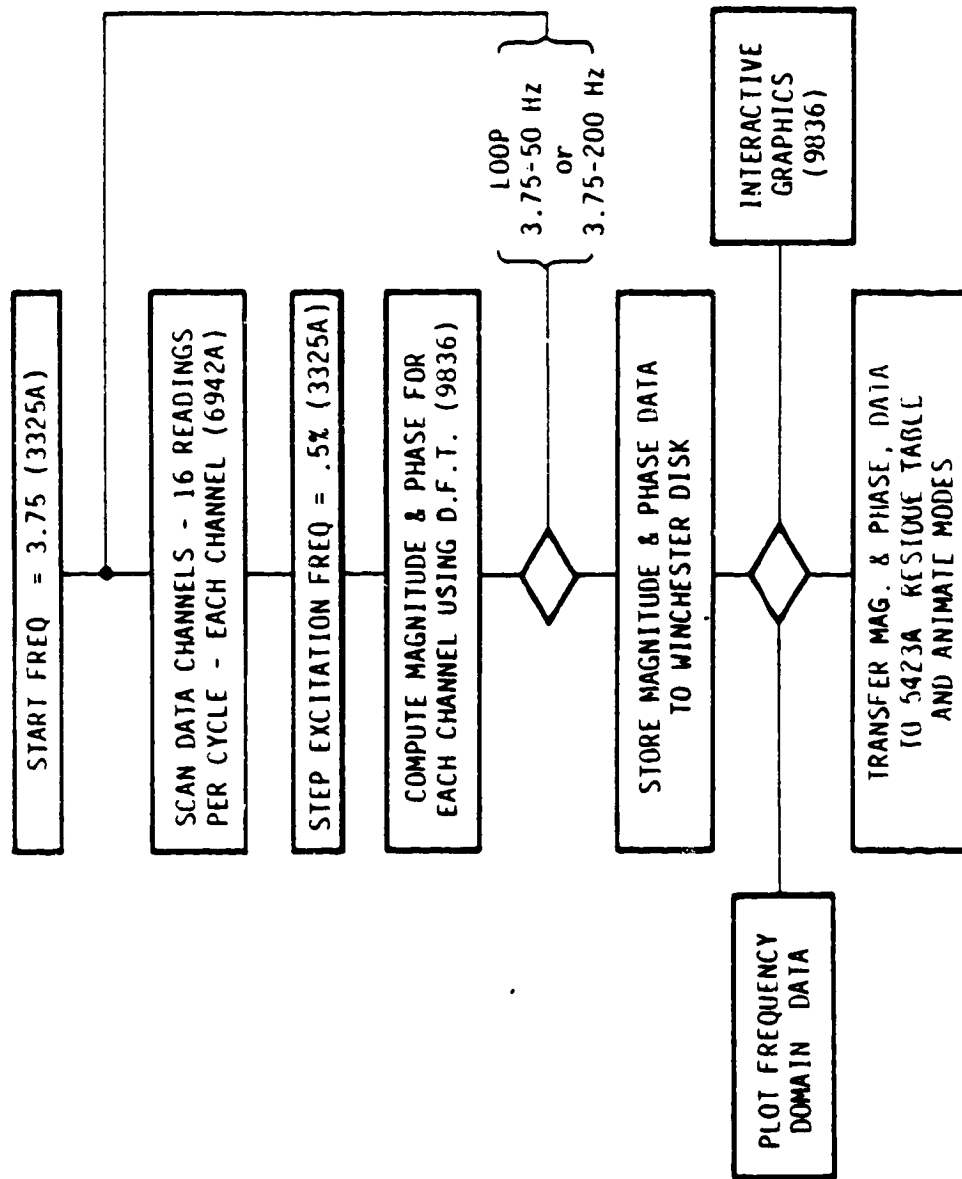 START FREQ = 3.75 (3325A)
SCAN DATA CHANNELS - 16 READINGS
PER CYCLE - EACH CHANNEL (6942A)
STEP EXCITATION FREQ = .5% (3325A)
COMPUTE MAGNITUDE & PHASE FOR
EACH CHANNEL USING D.F.T. (9836)
LOOP
3.75-50 Hz
or
3.75-200 Hz
STORE MAGNITUDE & PHASE DATA
TO WINCHESTER DISK
PLOT FREQUENCY
DOMAIN DATA
INTERACTIVE
GRAPHICS
(9836)
TRANSFER MAG. & PHASE, DATA
TO 5423A RESIDUE TABLE
AND ANIMATE MODES